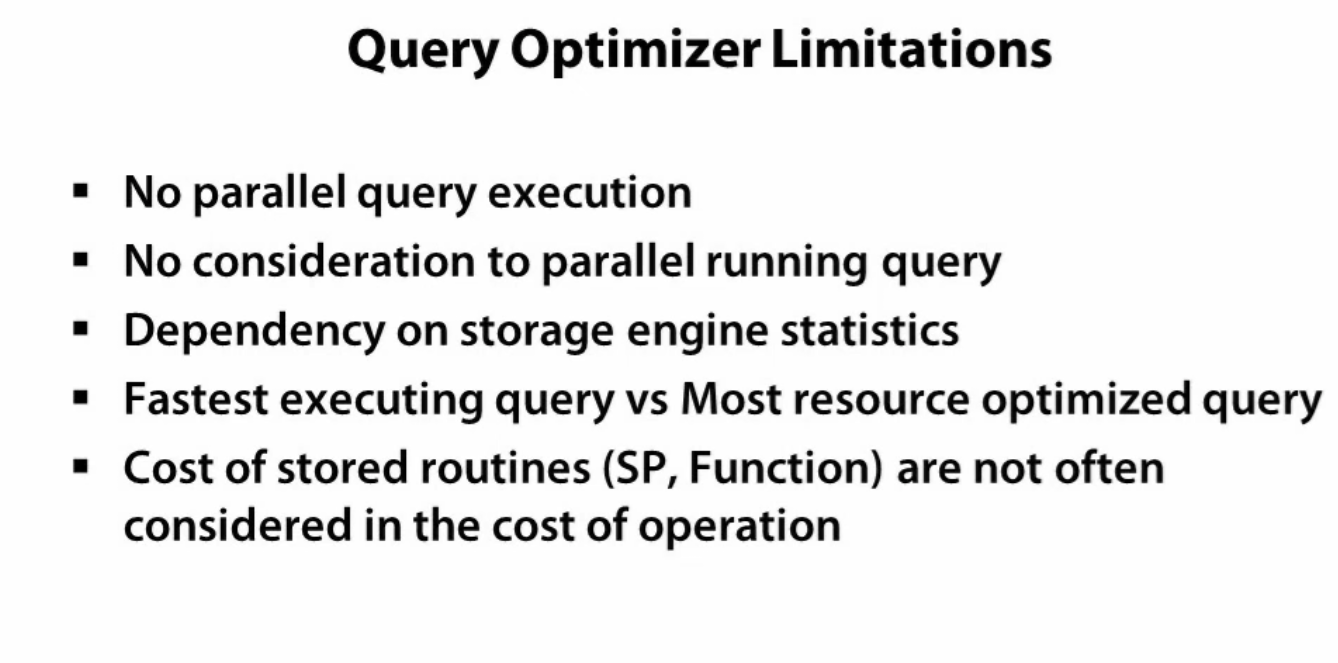 Query Optimizer Limitations
▪ No parallel query execution
▪ No consideration to parallel running query
▪ Dependency on storage engine statistics
▪ Fastest executing query vs Most resource optimized query
▪ Cost of stored routines (SP, Function) are not often
considered in the cost of operation